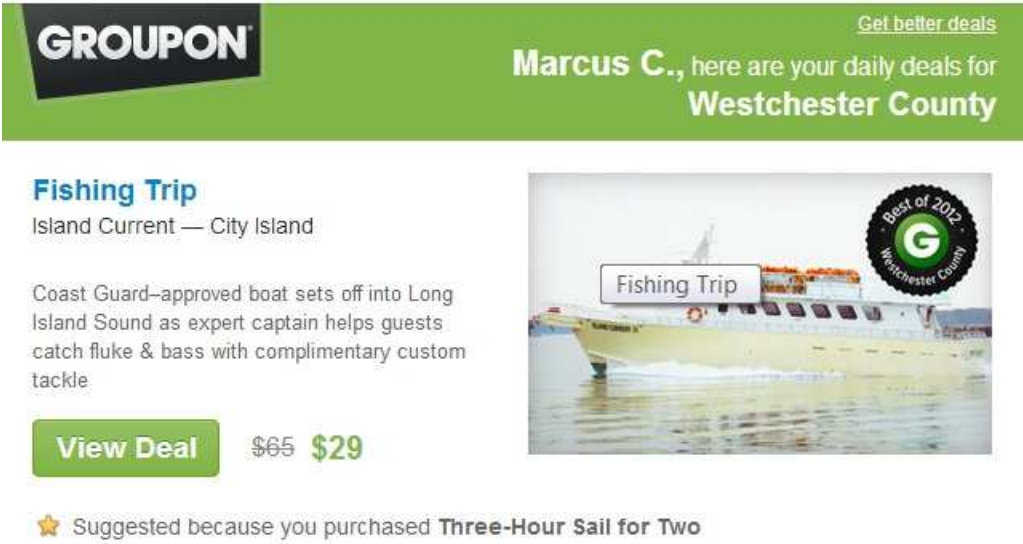 GROUPON
Get better deals
Marcus C., here are your daily deals for
Westchester County
Fishing Trip
Island Current — City Island
Coast Guard–approved boat sets off into Long
Island Sound as expert captain helps guests
catch fluke & bass with complimentary custom
tackle
View Deal $65 $29
Best of 2012
G
Westchester County
Fishing Trip
Suggested because you purchased Three-Hour Sail for Two